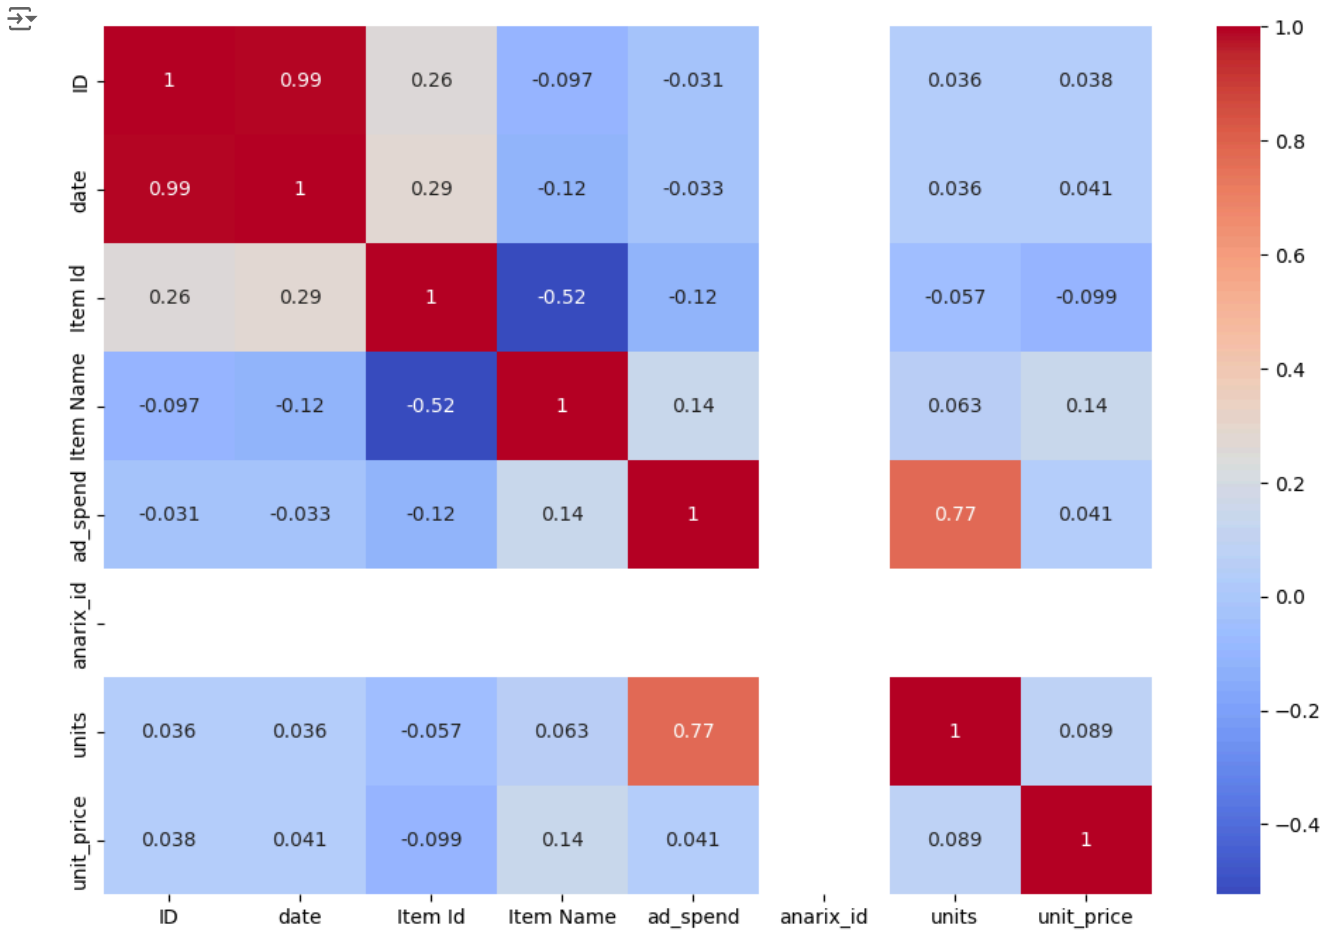 1.0
ID 1 0.99 0.26 -0.097 -0.031 0.036 0.038
0.8
date 0.99 1 0.29 -0.12 -0.033 0.036 0.041
0.6
Item Id 0.26 0.29 1 -0.52 -0.12 -0.057 -0.099
0.4
Item Name -0.097 -0.12 -0.52 1 0.14 0.063 0.14
0.2
ad_spend -0.031 -0.033 -0.12 0.14 1 0.77 0.041
0.0
anarix_id
−0.2
units 0.036 0.036 -0.057 0.063 0.77 1 0.089
−0.4
unit_price 0.038 0.041 -0.099 0.14 0.041 0.089 1
ID date Item Id Item Name ad_spend anarix_id units unit_price